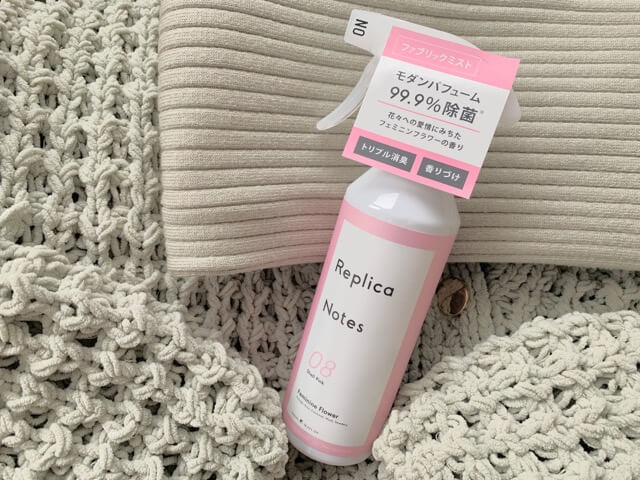 NO
ファブリックミスト
モダンパフューム
99.9%除菌※
花々への愛情にみちた
フェミニンフラワーの香り
トリプル消臭
香りづけ
Replica
Notes
08
Shell Pink
Feminine Flower